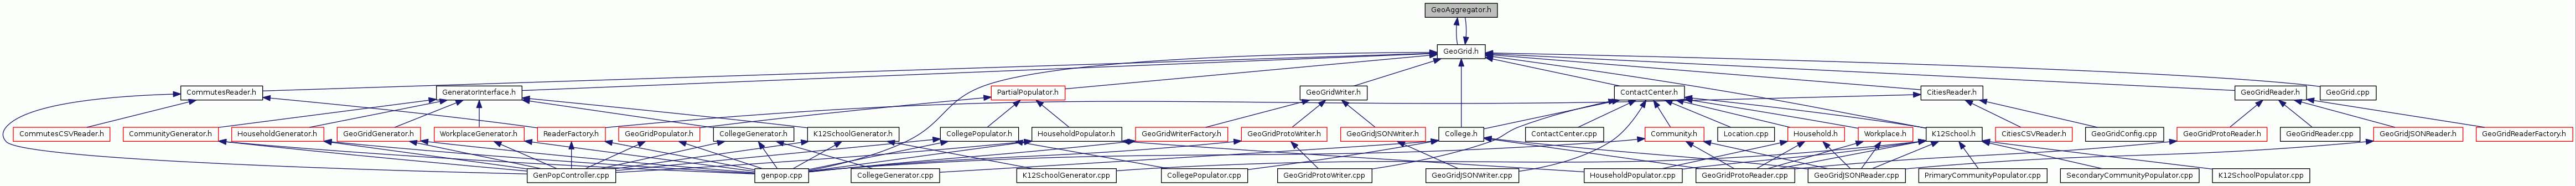 GeoAggregator.h
GeoGrid.h
CommutesReader.h
GeneratorInterface.h
PartialPopulator.h
GeoGridWriter.h
ContactCenter.h
CitiesReader.h
GeoGridReader.h
GeoGrid.cpp
CommutesCSVReader.h
CommunityGenerator.h
HouseholdGenerator.h
GeoGridGenerator.h
WorkplaceGenerator.h
ReaderFactory.h
GeoGridPopulator.h
CollegeGenerator.h
K12SchoolGenerator.h
CollegePopulator.h
HouseholdPopulator.h
GeoGridWriterFactory.h
GeoGridProtoWriter.h
GeoGridJSONWriter.h
College.h
ContactCenter.cpp
Community.h
Location.cpp
Household.h
Workplace.h
K12School.h
CitiesCSVReader.h
GeoGridConfig.cpp
GeoGridProtoReader.h
GeoGridReader.cpp
GeoGridJSONReader.h
GeoGridReaderFactory.h
GenPopController.cpp
genpop.cpp
CollegeGenerator.cpp
K12SchoolGenerator.cpp
CollegePopulator.cpp
GeoGridProtoWriter.cpp
GeoGridJSONWriter.cpp
HouseholdPopulator.cpp
GeoGridProtoReader.cpp
GeoGridJSONReader.cpp
PrimaryCommunityPopulator.cpp
SecondaryCommunityPopulator.cpp
K12SchoolPopulator.cpp